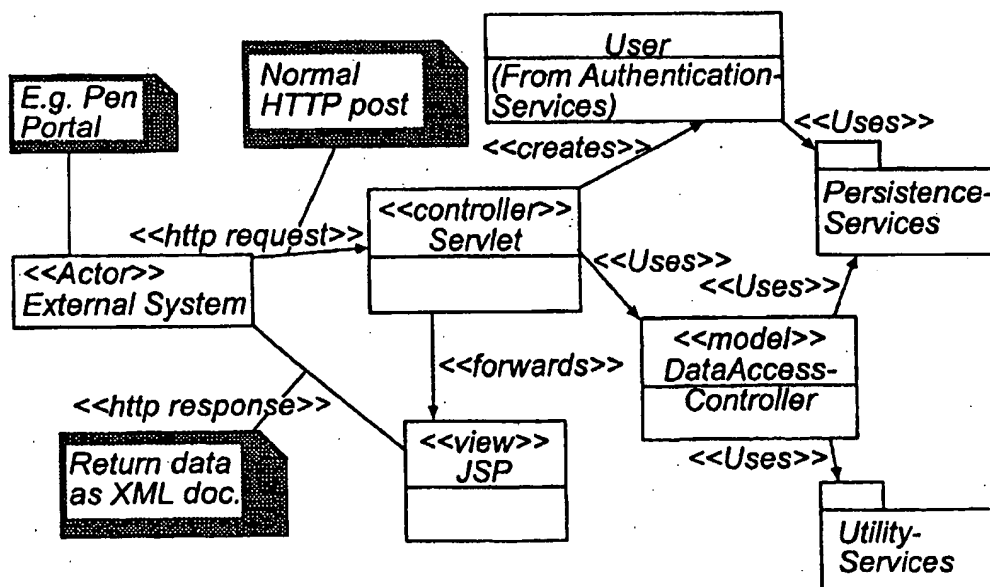 E.g. Pen
Portal
Normal
HTTP post
User
(From Authentication-
Services)
<<Uses>>
<<creates>>
Persistence-
Services
<<controller>>
Servlet
<<http request>>
<<Actor>>
External System
<<Uses>>
<<Uses>>
<<model>>
DataAccess-
Controller
<<forwards>>
<<http response>>
Return data
as XML doc.
<<view>>
JSP
<<Uses>>
Utility-
Services